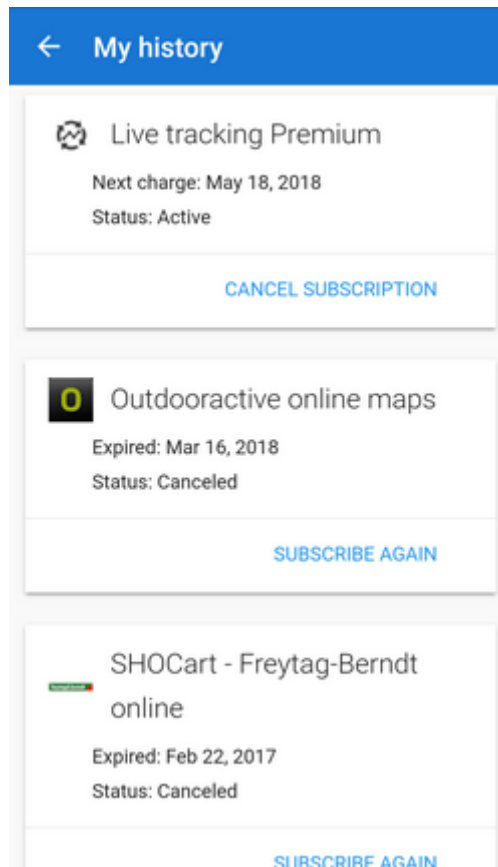 My history
Live tracking Premium
Next charge: May 18, 2018
Status: Active
CANCEL SUBSCRIPTION
O Outdooractive online maps
Expired: Mar 16, 2018
Status: Canceled
SUBSCRIBE AGAIN
SHOCart - Freytag-Berndt
online
Expired: Feb 22, 2017
Status: Canceled
SUBSCRIBE AGAIN